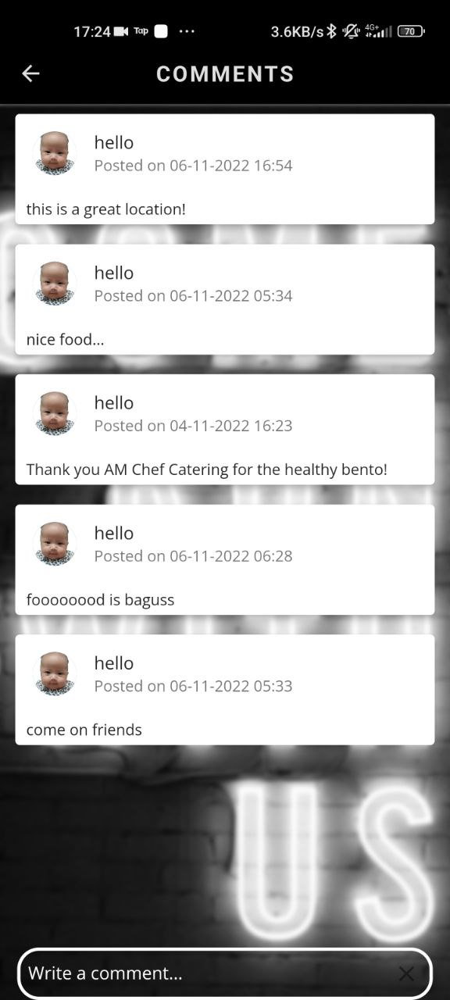 17:24 Tap ... 3.6KB/s 4G+ 70
COMMENTS
hello
Posted on 06-11-2022 16:54
this is a great location!
hello
Posted on 06-11-2022 05:34
nice food...
hello
Posted on 04-11-2022 16:23
Thank you AM Chef Catering for the healthy bento!
hello
Posted on 06-11-2022 06:28
foooooood is baguss
hello
Posted on 06-11-2022 05:33
come on friends
US
Write a comment...